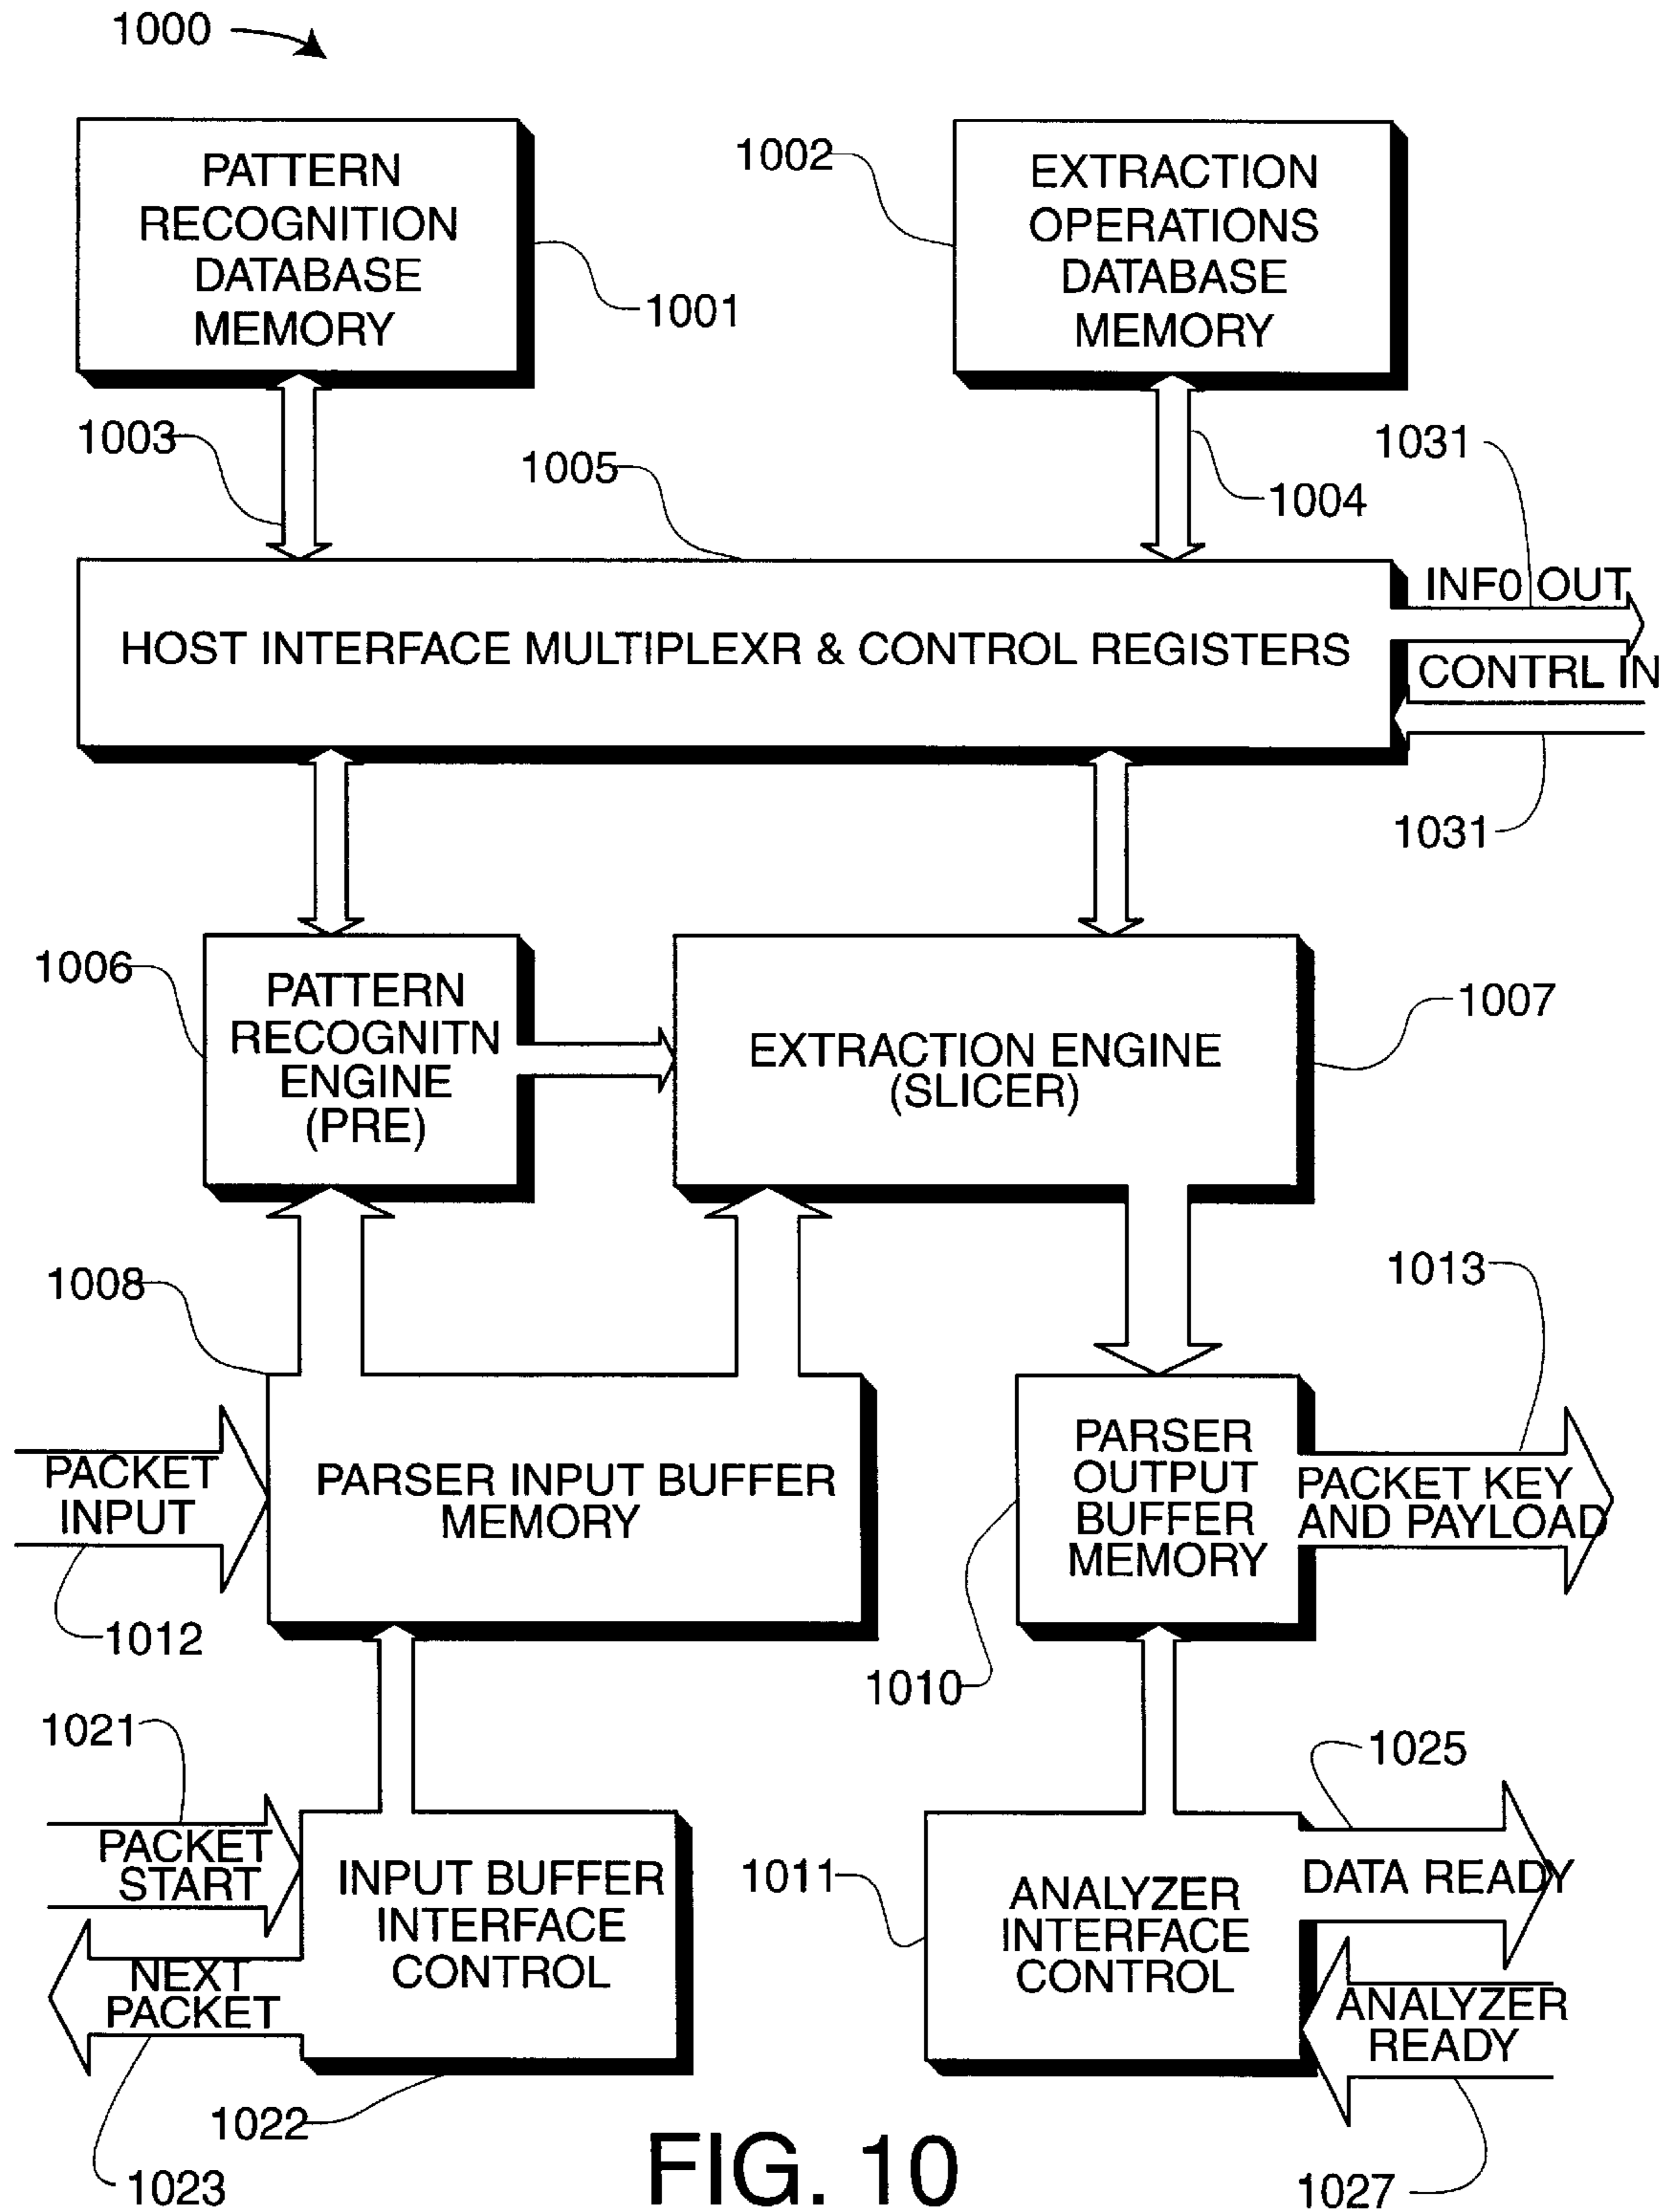 1000
PATTERN
RECOGNITION
DATABASE
MEMORY
1001
1002
EXTRACTION
OPERATIONS
DATABASE
MEMORY
1003
1005
1004
1031
HOST INTERFACE MULTIPLEXR & CONTROL REGISTERS
INF0 OUT
CONTRL IN
1031
1006
PATTERN
RECOGNITN
ENGINE
(PRE)
EXTRACTION ENGINE
(SLICER)
1007
1008
1013
PACKET
INPUT
PARSER INPUT BUFFER
MEMORY
PARSER
OUTPUT
BUFFER
MEMORY
PACKET KEY
AND PAYLOAD
1012
1010
1021
1025
PACKET
START
NEXT
PACKET
INPUT BUFFER
INTERFACE
CONTROL
1011
ANALYZER
INTERFACE
CONTROL
DATA READY
ANALYZER
READY
1022
1023
1027
FIG. 10